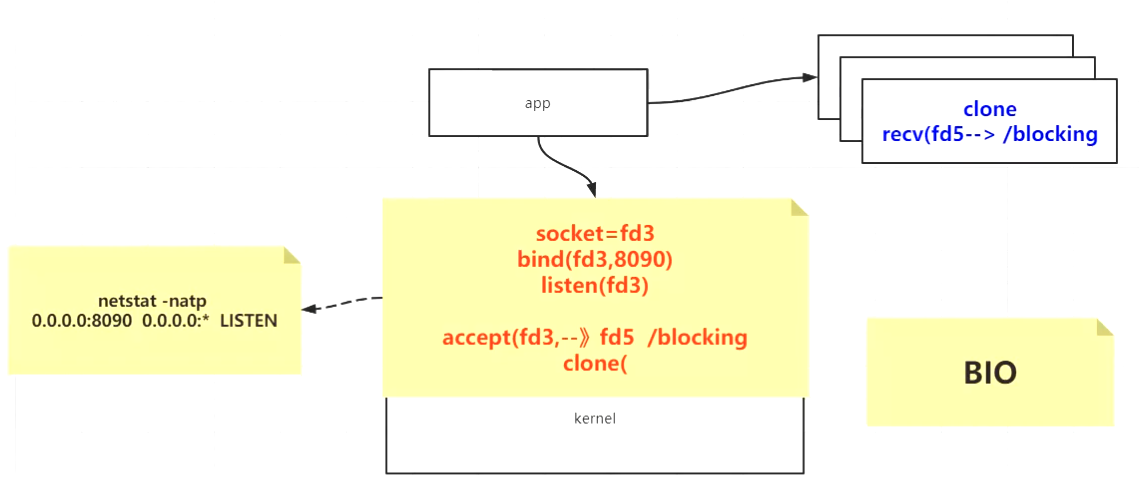 app
clone
recv(fd5--> /blocking
socket=fd3
bind(fd3,8090)
listen(fd3)
accept(fd3,--》fd5  /blocking
clone(
kernel
netstat -natp
0.0.0.0:8090  0.0.0.0:*  LISTEN
BIO